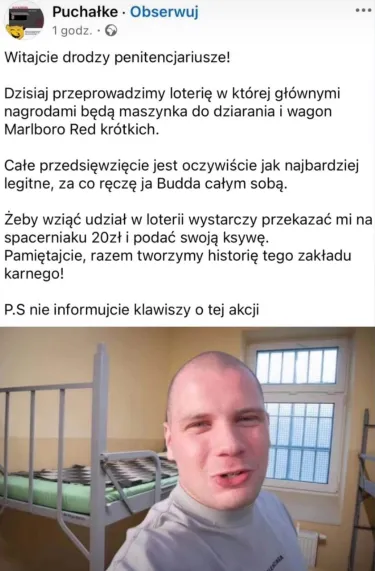 Puchałke · Obserwuj
1 godz. ·
Witajcie drodzy penitencjariusze!
Dzisiaj przeprowadzimy loterię w której głównymi
nagrodami będą maszynka do dziarania i wagon
Marlboro Red krótkich.
Całe przedsięwzięcie jest oczywiście jak najbardziej
legitne, za co ręczę ja Budda całym sobą.
Żeby wziąć udział w loterii wystarczy przekazać mi na
spacerniaku 20zł i podać swoją ksywę.
Pamiętajcie, razem tworzymy historię tego zakładu
karnego!
P.S nie informujcie klawiszy o tej akcji